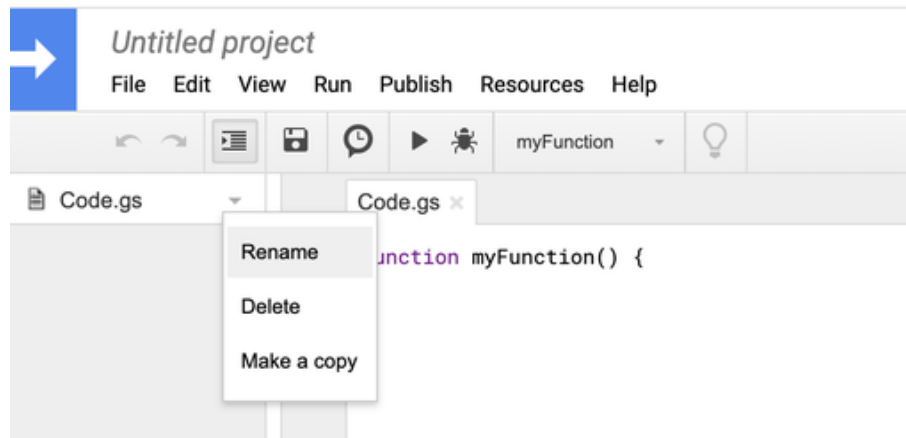 Untitled project
File Edit View Run Publish Resources Help
myFunction
Code.gs
Code.gs
Rename
unction myFunction() {
Delete
Make a copy